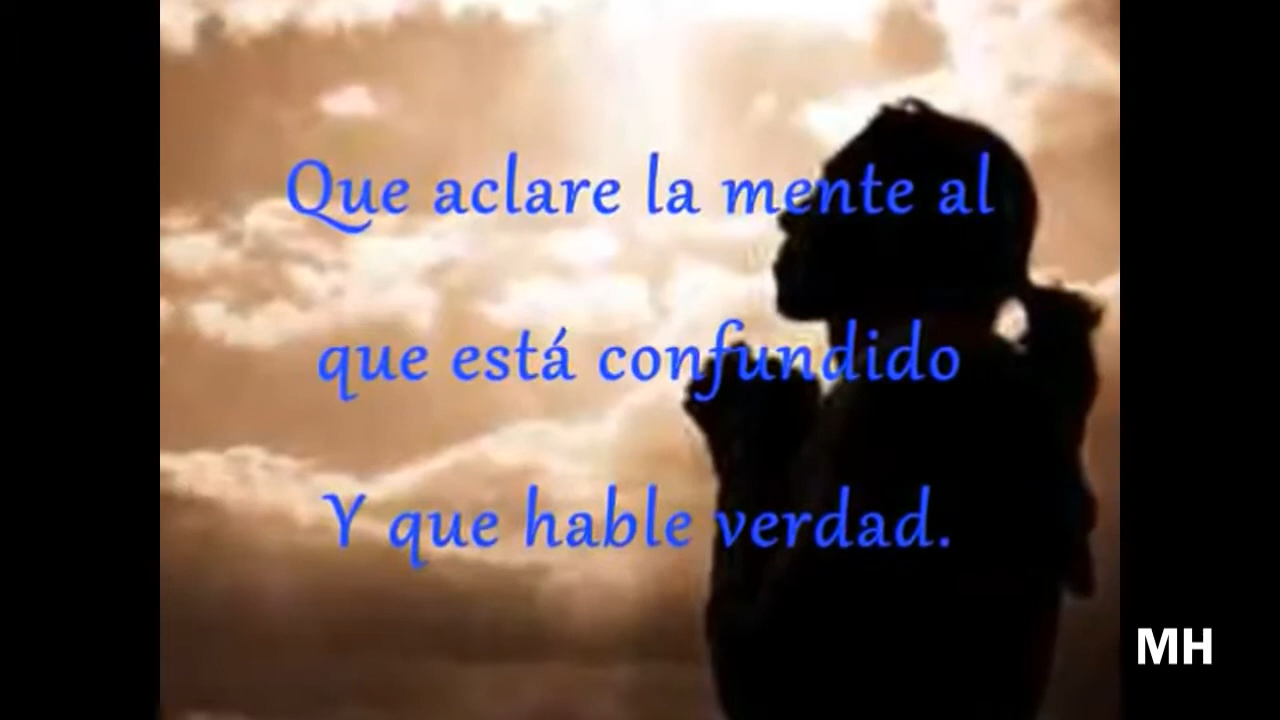 Que aclare la mente al
que está confundido
Y que hable verdad.
MH